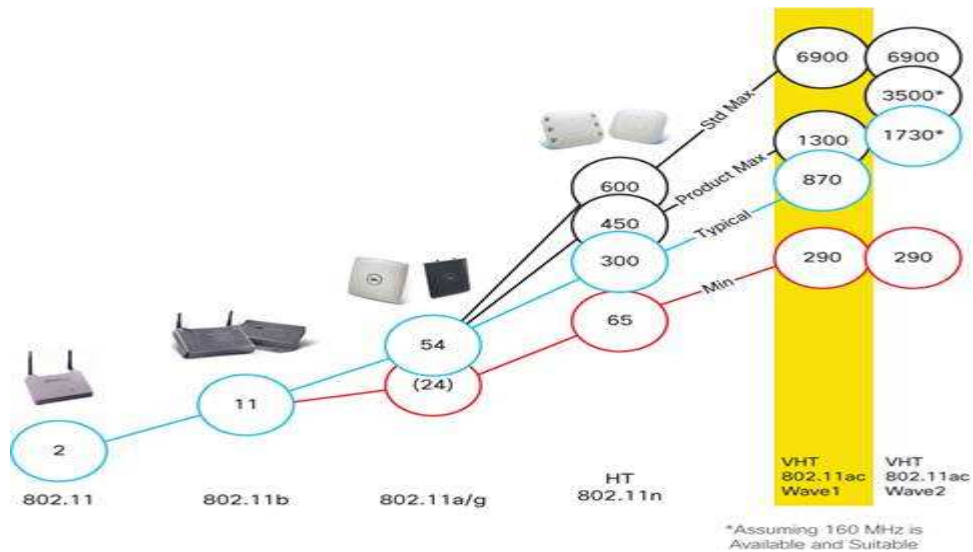 6900
6900
3500*
Std Max
1300
1730*
600
Product Max
870
450
Typical
300
290
290
Min
65
54
(24)
11
2
802.11
802.11b
802.11a/g
HT
802.11n
VHT
802.11ac
Wave1
VHT
802.11ac
Wave2
*Assuming 160 MHz is
Available and Suitable